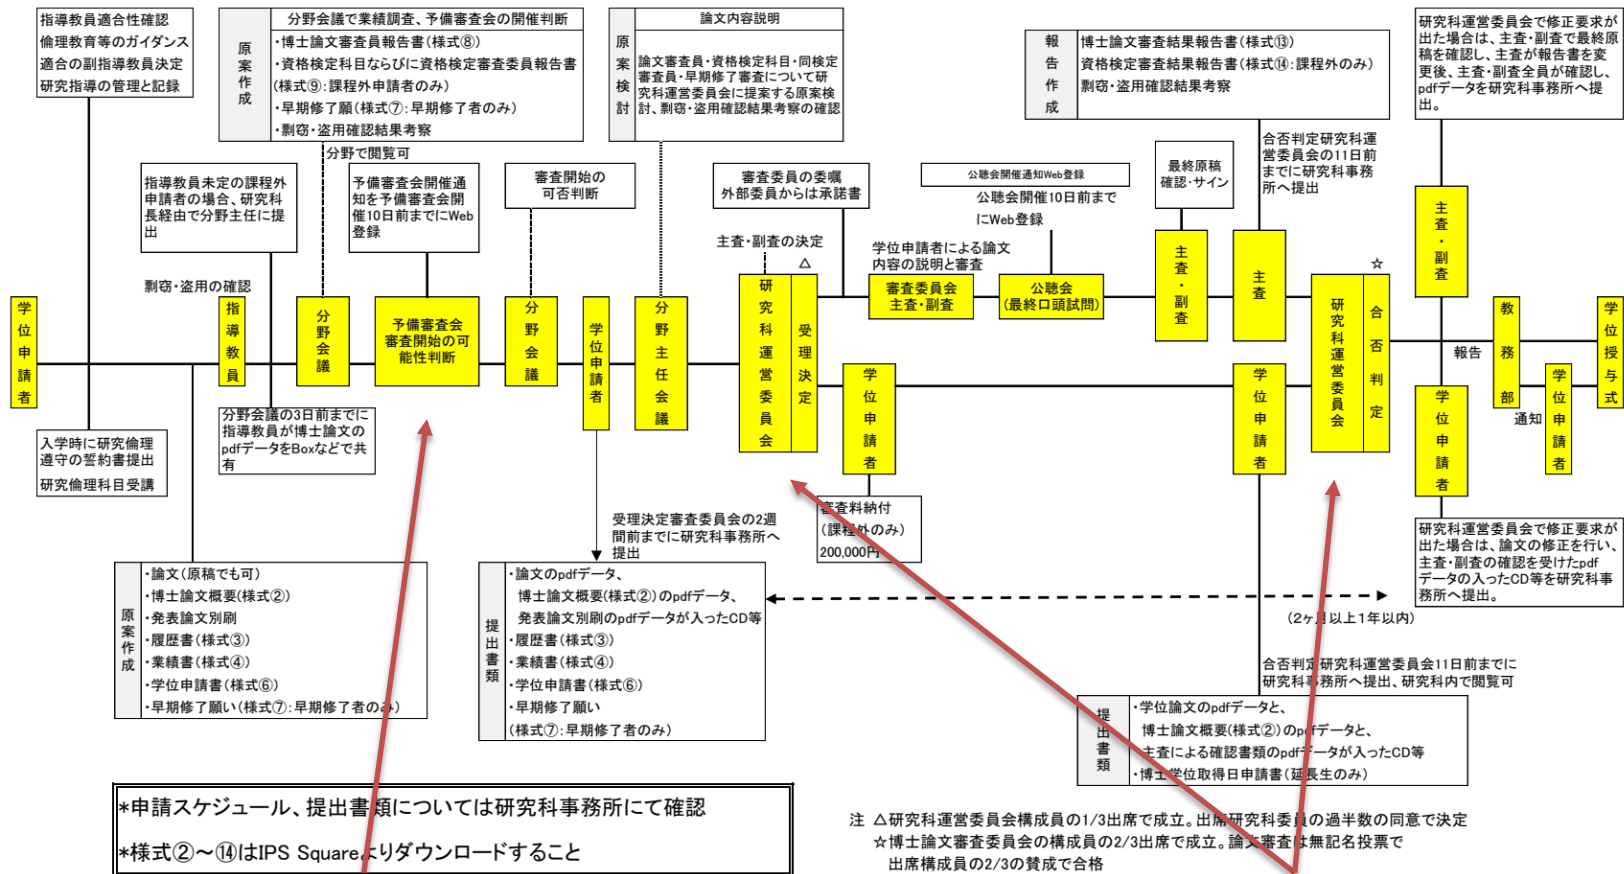 指導教員適合性確認
倫理教育等のガイダンス
適合の副指導教員決定
研究指導の管理と記録
原案作成
分野会議で業績調査、予備審査会の開催判断
・博士論文審査員報告書(様式⑧)
・資格検定科目ならびに資格検定審査委員報告書
(様式⑨:課程外申請者のみ)
・早期修了願(様式⑦:早期修了者のみ)
・剽窃・盗用確認結果考察
原案検討
論文内容説明
論文審査員・資格検定科目・同検定
審査員・早期修了審査について研
究科運営委員会に提案する原案検
討、剽窃・盗用確認結果考察の確認
報告作成
博士論文審査結果報告書(様式⑬)
資格検定審査結果報告書(様式⑭:課程外のみ)
剽窃・盗用確認結果考察
研究科運営委員会で修正要求が
出た場合は、主査・副査で最終原
稿を確認し、主査が報告書を変
更後、主査・副査全員が確認し、
pdfデータを研究科事務所へ提
出。
分野で閲覧可
指導教員未定の課程外
申請者の場合、研究科
長経由で分野主任に提
出
予備審査会開催通
知を予備審査会開
催10日前までにWeb
登録
審査開始の
可否判断
審査委員の委嘱
外部委員からは承諾書
公聴会開催通知Web登録
公聴会開催10日前まで
にWeb登録
最終原稿
確認・サイン
合否判定研究科運
営委員会の11日前
までに研究科事務
所へ提出
主査・副査の決定
△
学位申請者による論文
内容の説明と審査
剽窃・盗用の確認
学位申請者
指導教員
分野会議
予備審査会
審査開始の可
能性判断
分野会議
学位申請者
分野主任会議
研究科運営委員会
受理決定
審査委員会
主査・副査
公聴会
(最終口頭試問)
主査・副査
主査
☆
研究科運営委員会
合否判定
主査・副査
報告
教務部
通知
学位申請者
学位授与式
学位申請者
学位申請者
学位申請者
入学時に研究倫理
遵守の誓約書提出
研究倫理科目受講
分野会議の3日前までに
指導教員が博士論文の
pdfデータをBoxなどで共
有
審査料納付
(課程外のみ)
200,000円
研究科運営委員会で修正要求が
出た場合は、論文の修正を行い、
主査・副査の確認を受けたpdf
データの入ったCD等を研究科事
務所へ提出。
受理決定審査委員会の2週
間前までに研究科事務所へ
提出
原案作成
・論文(原稿でも可)
・博士論文概要(様式②)
・発表論文別刷
・履歴書(様式③)
・業績書(様式④)
・学位申請書(様式⑥)
・早期修了願い(様式⑦:早期修了者のみ)
提出書類
・論文のpdfデータ、
博士論文概要(様式②)のpdfデータ、
発表論文別刷のpdfデータが入ったCD等
・履歴書(様式③)
・業績書(様式④)
・学位申請書(様式⑥)
・早期修了願い
(様式⑦:早期修了者のみ)
(2ヶ月以上1年以内)
合否判定研究科運営委員会11日前までに
研究科事務所へ提出、研究科内で閲覧可
提出書類
・学位論文のpdfデータと、
博士論文概要(様式②)のpdfデータと、
主査による確認書類のpdfデータが入ったCD等
・博士学位取得日申請書(延長生のみ)
*申請スケジュール、提出書類については研究科事務所にて確認
*様式②～⑭はIPS Squareよりダウンロードすること
注 △研究科運営委員会構成員の1/3出席で成立。出席研究科委員の過半数の同意で決定
☆博士論文審査委員会の構成員の2/3出席で成立。論文審査は無記名投票で
出席構成員の2/3の賛成で合格